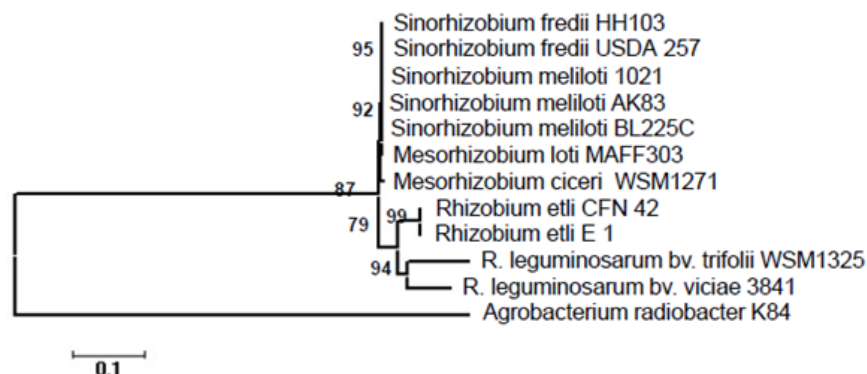 Sinorhizobium fredii HH103
95
Sinorhizobium fredii USDA 257
Sinorhizobium meliloti 1021
92
Sinorhizobium meliloti AK83
Sinorhizobium meliloti BL225C
Mesorhizobium loti MAFF303
87
Mesorhizobium ciceri WSM1271
99
Rhizobium etli CFN 42
79
Rhizobium etli E 1
94
R. leguminosarum bv. trifolii WSM1325
R. leguminosarum bv. viciae 3841
Agrobacterium radiobacter K84
0.1